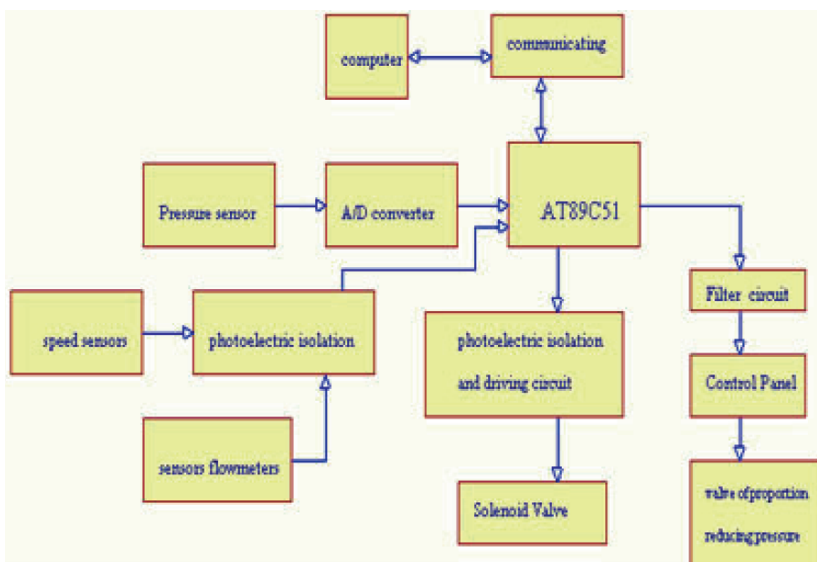 computer
communicating
Pressure sensor
A/D converter
AT89C51
speed sensors
photoelectric isolation
sensors flowmeters
photoelectric isolation
and driving circuit
Solenoid Valve
Filter circuit
Control Panel
valve of proportion
reducing pressure